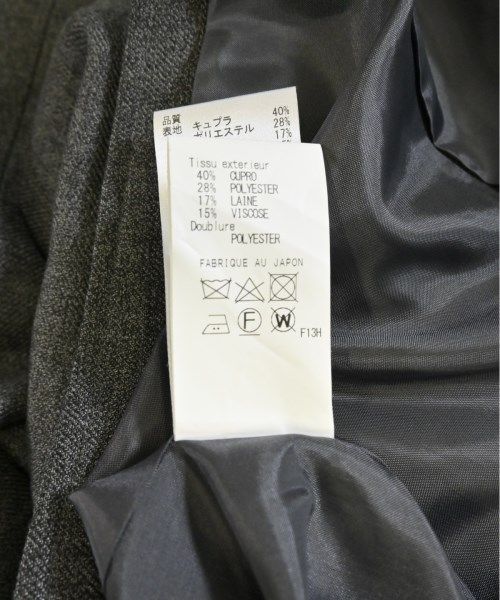 品質 40%
表地 キュプラ 28%
ポリエステル 17%
Tissu exterieur
40% CUPRO
28% POLYESTER
17% LAINE
15% VISCOSE
Doublure
POLYESTER
FABRIQUE AU JAPON
F W F13H